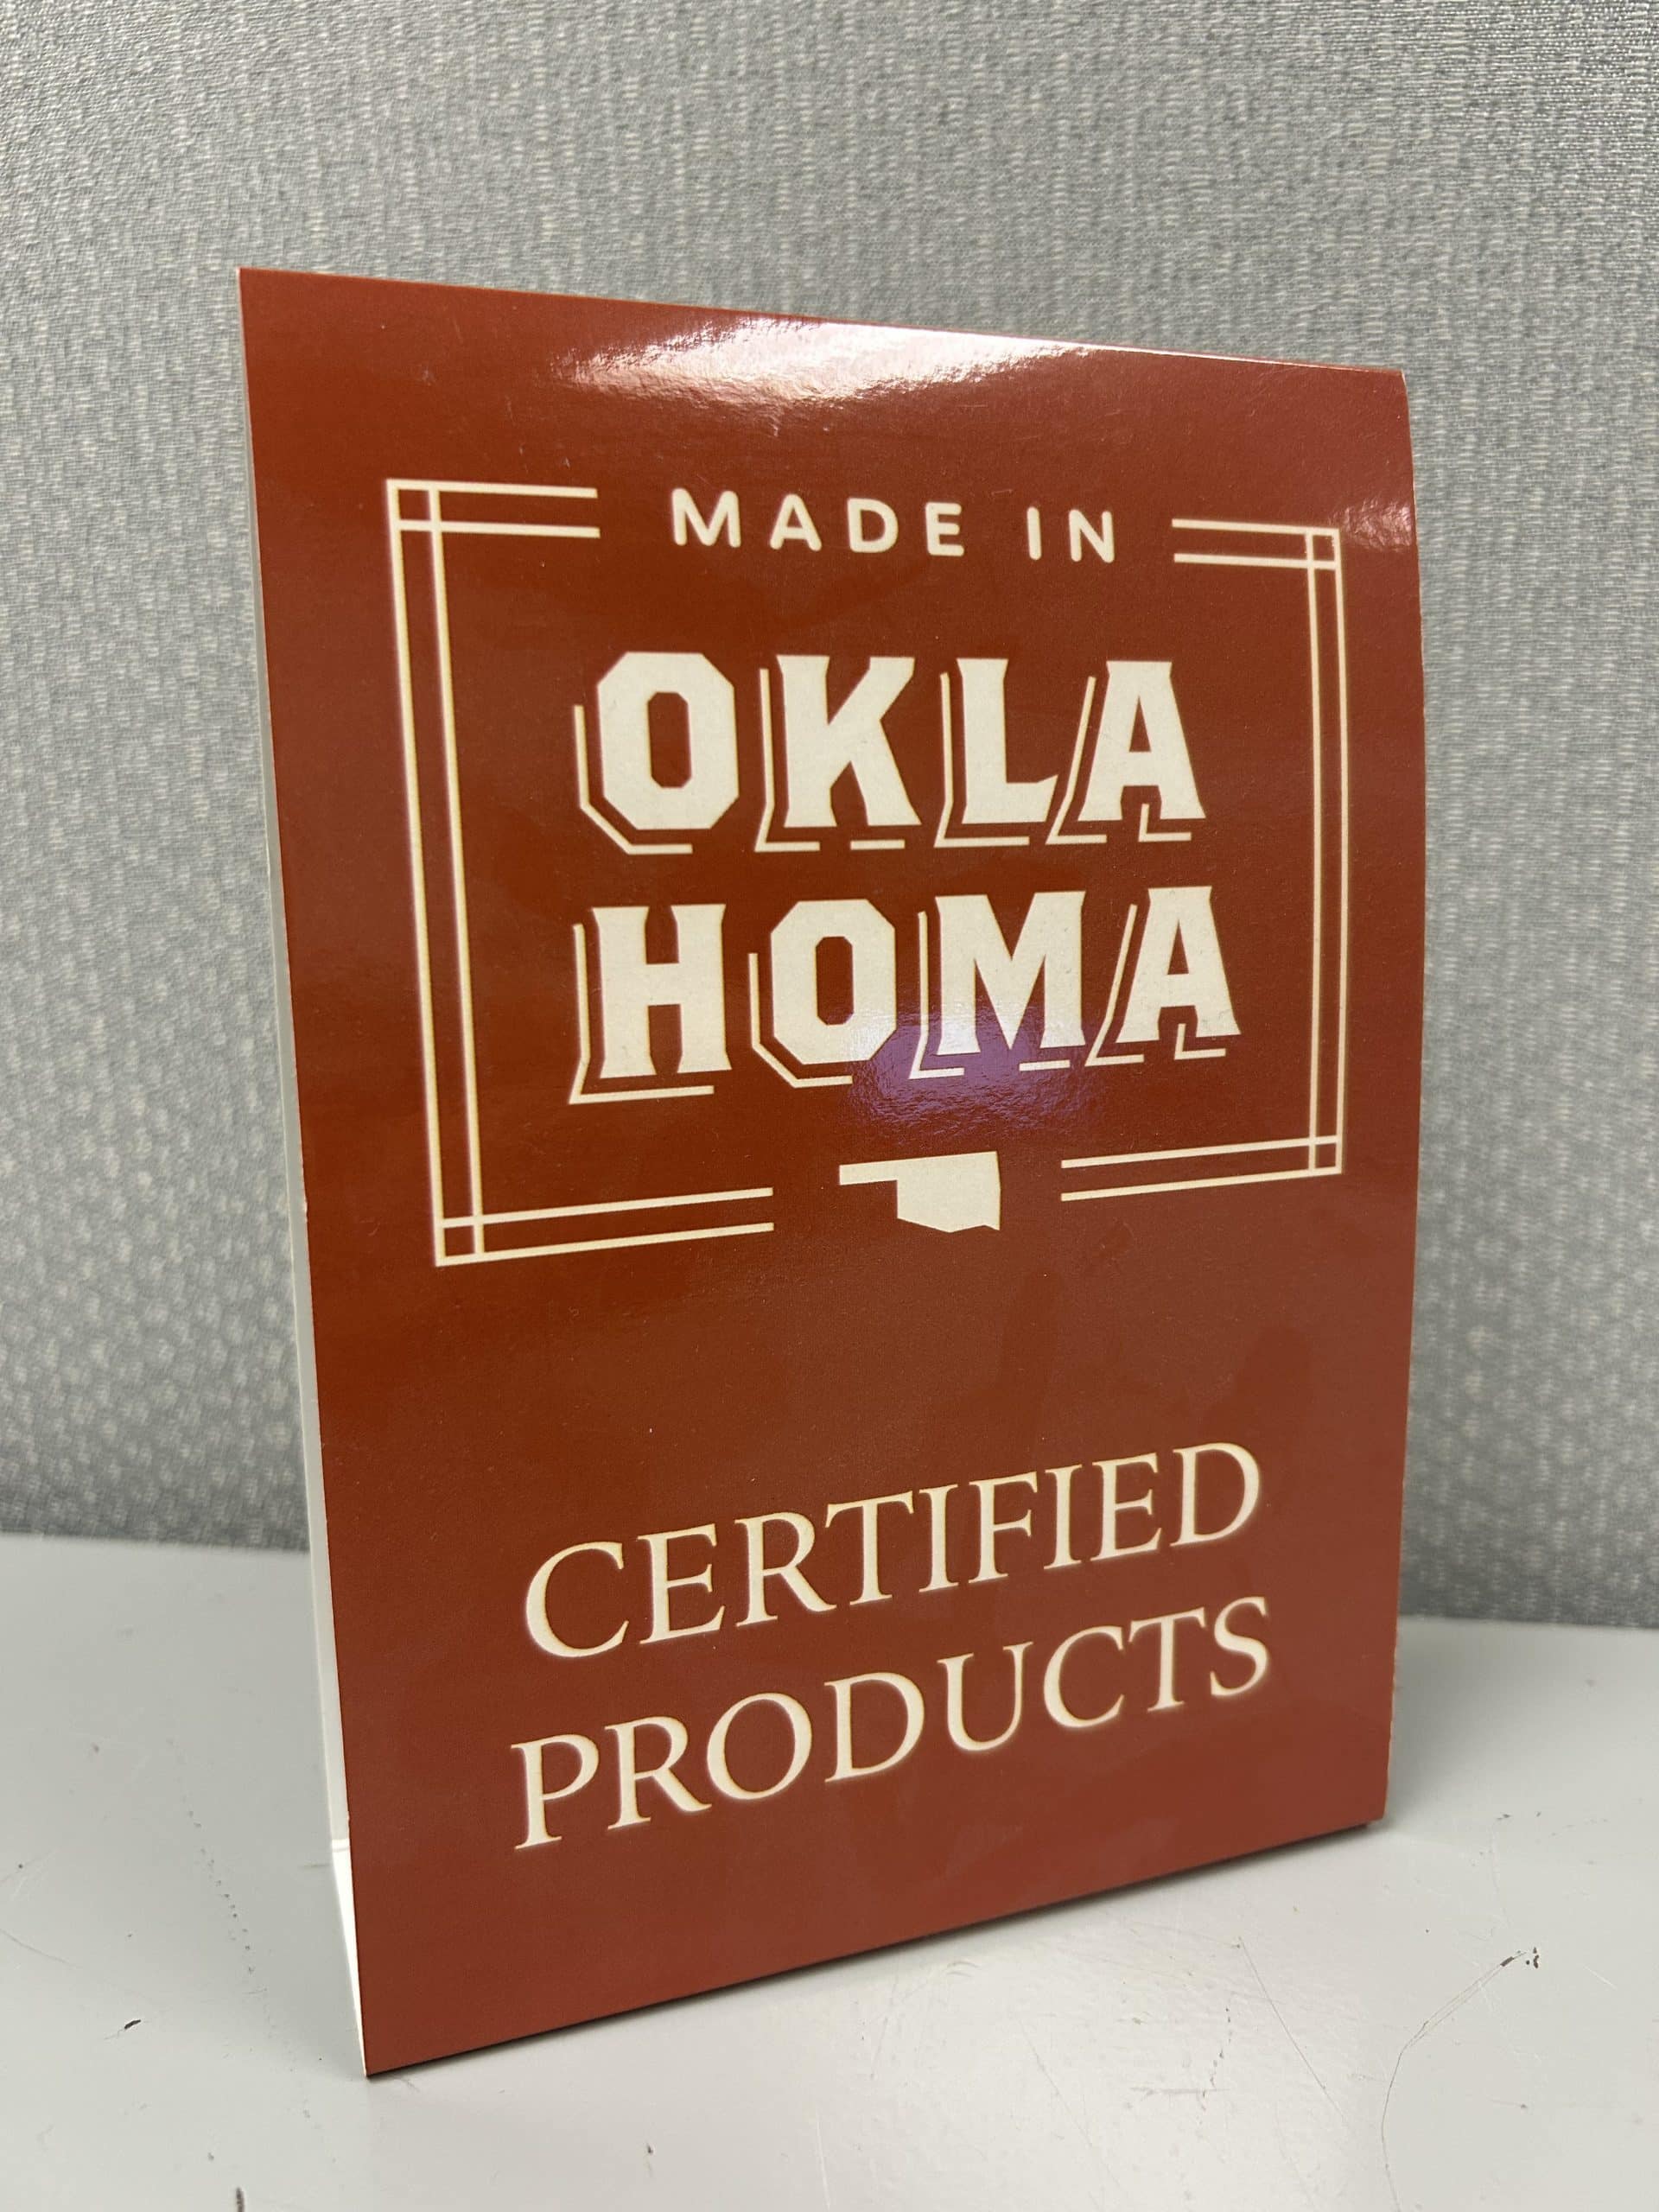 MADE IN
OKLA
HOMA
CERTIFIED
PRODUCTS